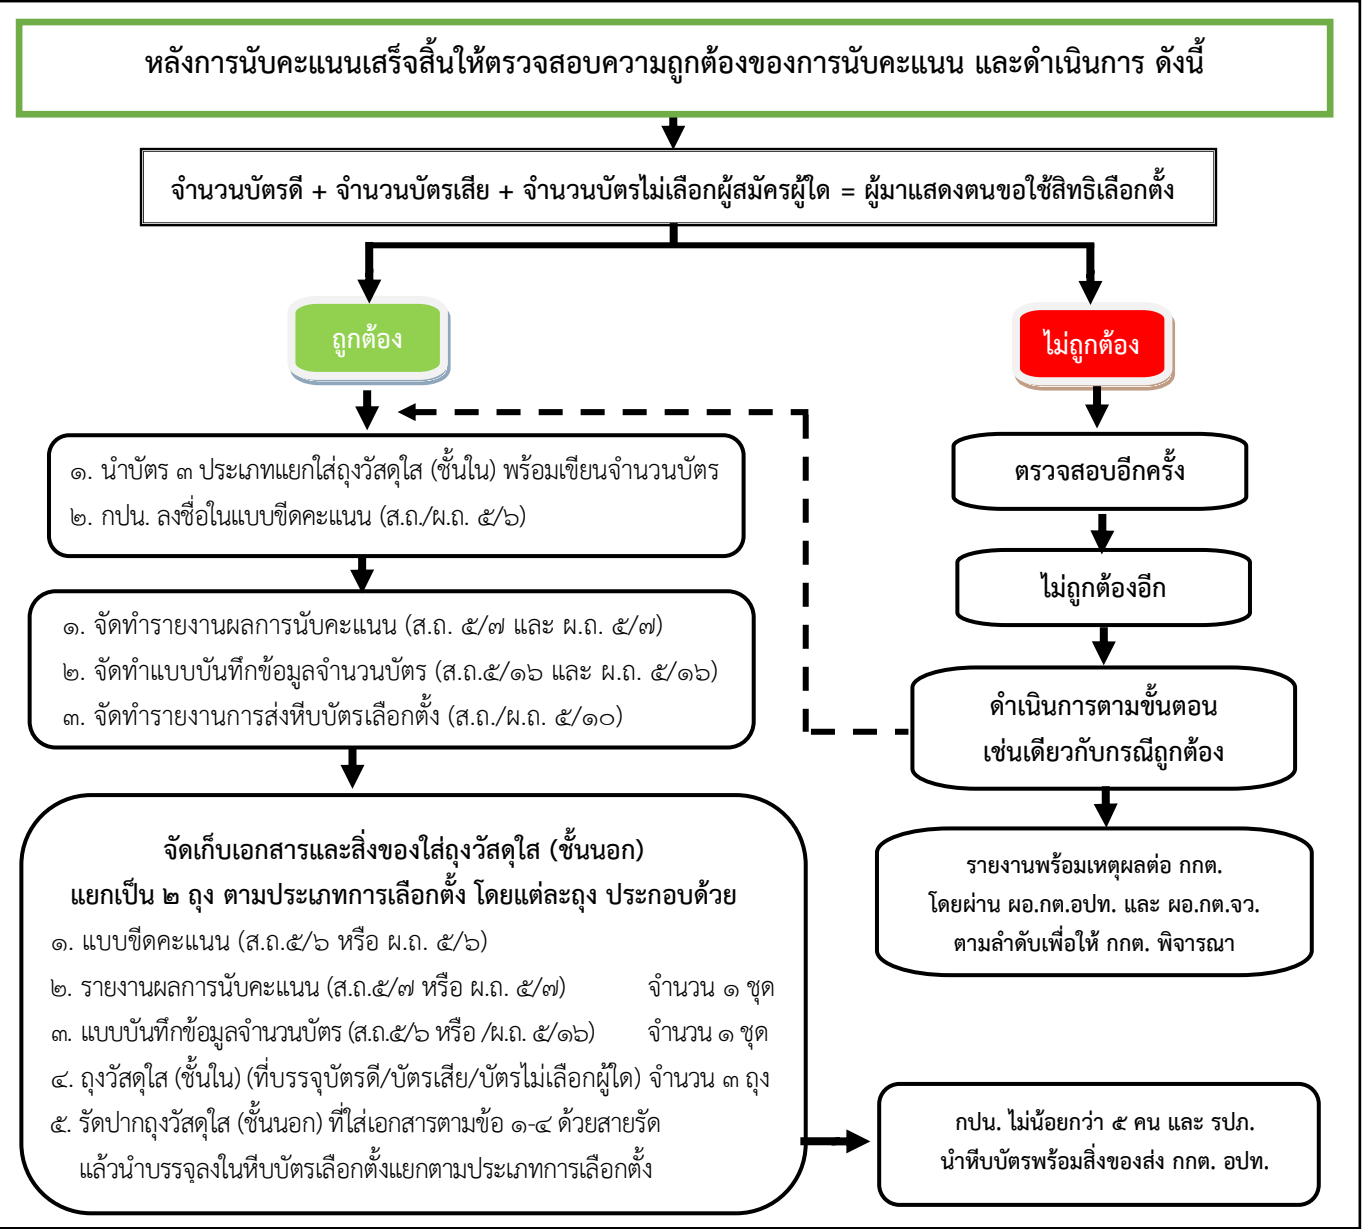 หลังการนับคะแนนเสร็จสิ้นให้ตรวจสอบความถูกต้องของการนับคะแนน และดำเนินการ ดังนี้
จำนวนบัตรดี + จำนวนบัตรเสีย + จำนวนบัตรไม่เลือกผู้สมัครผู้ใด = ผู้มาแสดงตนขอใช้สิทธิเลือกตั้ง
ถูกต้อง
๑. นำบัตร ๓ ประเภทแยกใส่ถุงวัสดุใส (ชั้นใน) พร้อมเขียนจำนวนบัตร
๒. กปน. ลงชื่อในแบบขีดคะแนน (ส.ถ./ผ.ถ. ๕/๖)
๑. จัดทำรายงานผลการนับคะแนน (ส.ถ. ๕/๗ และ ผ.ถ. ๕/๗)
๒. จัดทำแบบบันทึกข้อมูลจำนวนบัตร (ส.ถ.๕/๑๖ และ ผ.ถ. ๕/๑๖)
๓. จัดทำรายงานการส่งหีบบัตรเลือกตั้ง (ส.ถ./ผ.ถ. ๕/๑๐)
จัดเก็บเอกสารและสิ่งของใส่ถุงวัสดุใส (ชั้นนอก)
แยกเป็น ๒ ถุง ตามประเภทการเลือกตั้ง โดยแต่ละถุง ประกอบด้วย
๑. แบบขีดคะแนน (ส.ถ.๕/๖ หรือ ผ.ถ. ๕/๖)
๒. รายงานผลการนับคะแนน (ส.ถ.๕/๗ หรือ ผ.ถ. ๕/๗) จำนวน ๑ ชุด
๓. แบบบันทึกข้อมูลจำนวนบัตร (ส.ถ.๕/๖ หรือ /ผ.ถ. ๕/๑๖) จำนวน ๑ ชุด
๔. ถุงวัสดุใส (ชั้นใน) (ที่บรรจุบัตรดี/บัตรเสีย/บัตรไม่เลือกผู้ใด) จำนวน ๓ ถุง
๕. รัดปากถุงวัสดุใส (ชั้นนอก) ที่ใส่เอกสารตามข้อ ๑-๔ ด้วยสายรัด
แล้วนำบรรจุลงในหีบบัตรเลือกตั้งแยกตามประเภทการเลือกตั้ง
ไม่ถูกต้อง
ตรวจสอบอีกครั้ง
ไม่ถูกต้องอีก
ดำเนินการตามขั้นตอน
เช่นเดียวกับกรณีถูกต้อง
รายงานพร้อมเหตุผลต่อ กกต.
โดยผ่าน ผอ.กต.อปท. และ ผอ.กต.จว.
ตามลำดับเพื่อให้ กกต. พิจารณา
กปน. ไม่น้อยกว่า ๕ คน และ รปภ.
นำหีบบัตรพร้อมสิ่งของส่ง กกต. อปท.